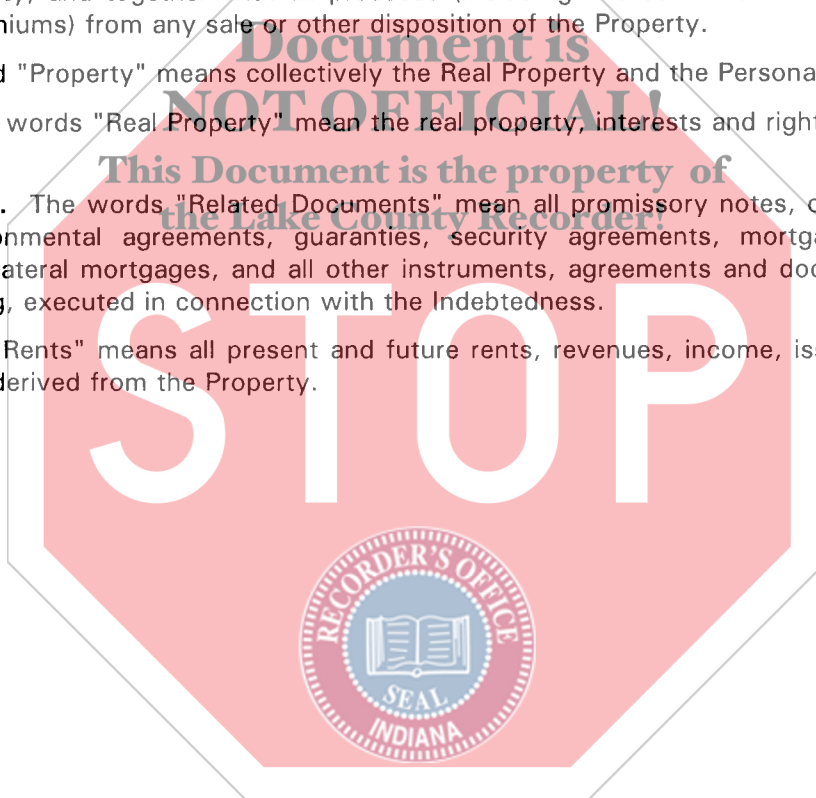 niums) from any sale or other disposition of the Property.
Document is
"Property" means collectively the Real Property and the Persona
NOT OFFICIAL!
words "Real Property" mean the real property, interests and right
This Document is the property of
. The words "Related Documents" mean all promissory notes, c
the Lake County Recorder!
onmental agreements, guaranties, security agreements, mortga
ateral mortgages, and all other instruments, agreements and doc
g, executed in connection with the Indebtedness.
Rents" means all present and future rents, revenues, income, iss
derived from the Property.
STOP
RECORDER'S OFFICE
SEAL
INDIANA